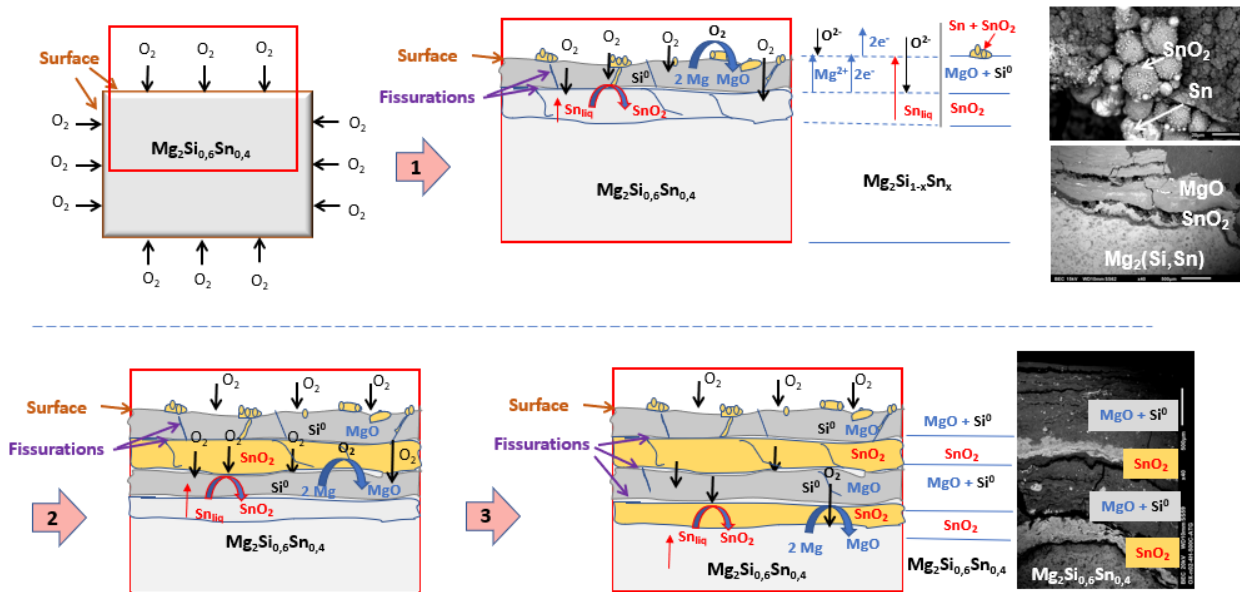 O2 O2 O2
Surface
O2 O2
O2 O2
O2 O2
Mg2Si0,6Sn0,4
O2 O2 O2
1
Surface
Fissurations
O2 O2 O2 O2 O2
2 Mg MgO
Si0
Snliq SnO2
Mg2Si0,6Sn0,4
O2- 2e- O2-
Mg2+ 2e-
Snliq
Sn + SnO2
MgO + Si0
SnO2
Mg2Si1-xSnx
SnO2
Sn
MgO
SnO2
Mg2(Si,Sn)
2
Surface
Fissurations
O2 O2 O2
Si0 MgO
O2 O2 O2 O2 O2
SnO2
Si0
2 Mg MgO
Snliq SnO2
Mg2Si0,6Sn0,4
3
Surface
Fissurations
O2 O2 O2
Si0 MgO
SnO2
Si0 O2 MgO
SnO2
Snliq SnO2 2 Mg MgO
Mg2Si0,6Sn0,4
MgO + Si0
SnO2
MgO + Si0
SnO2
Mg2Si0,6Sn0,4
MgO + Si0
SnO2
MgO + Si0
SnO2
Mg2Si0,6Sn0,4